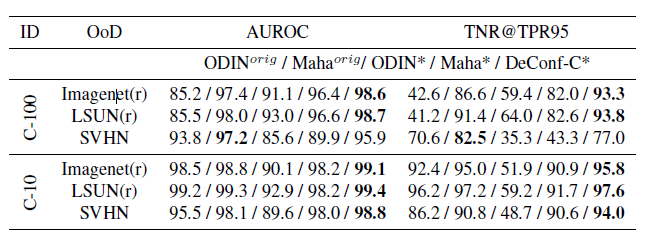 ID OoD AUROC TNR@TPR95
ODINorig / Mahaorig/ ODIN* / Maha* / DeConf-C*
C-100
Imagenet(r) 85.2 / 97.4 / 91.1 / 96.4 / 98.6 42.6 / 86.6 / 59.4 / 82.0 / 93.3
LSUN(r) 85.5 / 98.0 / 93.0 / 96.6 / 98.7 41.2 / 91.4 / 64.0 / 82.6 / 93.8
SVHN 93.8 / 97.2 / 85.6 / 89.9 / 95.9 70.6 / 82.5 / 35.3 / 43.3 / 77.0
C-10
Imagenet(r) 98.5 / 98.8 / 90.1 / 98.2 / 99.1 92.4 / 95.0 / 51.9 / 90.9 / 95.8
LSUN(r) 99.2 / 99.3 / 92.9 / 98.2 / 99.4 96.2 / 97.2 / 59.2 / 91.7 / 97.6
SVHN 95.5 / 98.1 / 89.6 / 98.0 / 98.8 86.2 / 90.8 / 48.7 / 90.6 / 94.0